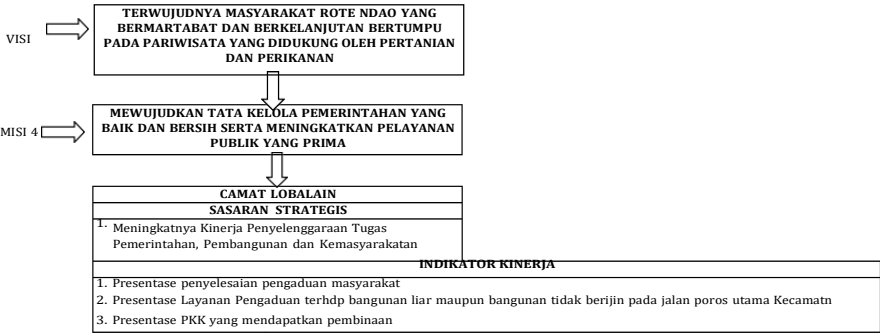 VISI
TERWUJUDNYA MASYARAKAT ROTE NDAO YANG
BERMARTABAT DAN BERKELANJUTAN BERTUMPU
PADA PARIWISATA YANG DIDUKUNG OLEH PERTANIAN
DAN PERIKANAN
MISI 4
MEWUJUDKAN TATA KELOLA PEMERINTAHAN YANG
BAIK DAN BERSIH SERTA MENINGKATKAN PELAYANAN
PUBLIK YANG PRIMA
CAMAT LOBALAIN
SASARAN STRATEGIS
1. Meningkatnya Kinerja Penyelenggaraan Tugas
Pemerintahan, Pembangunan dan Kemasyarakatan
INDIKATOR KINERJA
1. Presentase penyelesaian pengaduan masyarakat
2. Presentase Layanan Pengaduan terhdp bangunan liar maupun bangunan tidak berijin pada jalan poros utama Kecamatn
3. Presentase PKK yang mendapatkan pembinaan